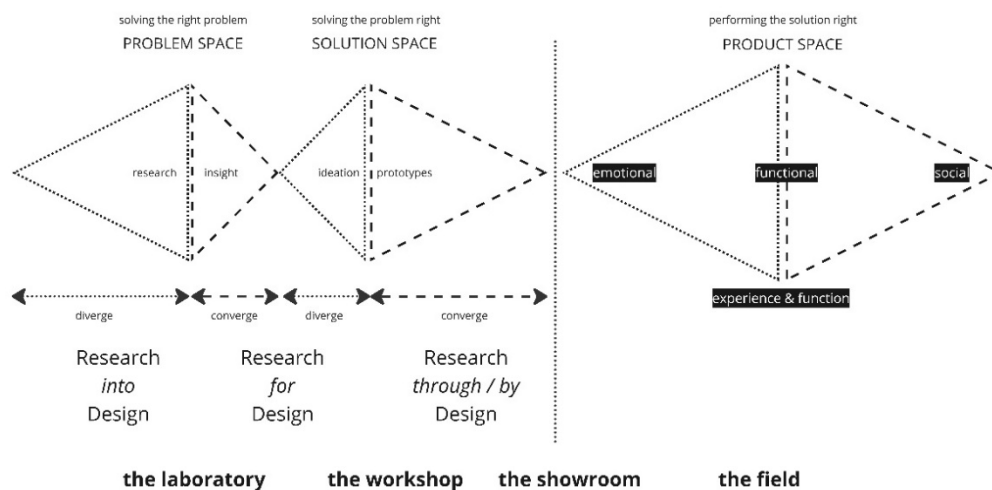 solving the right problem
PROBLEM SPACE
solving the problem right
SOLUTION SPACE
performing the solution right
PRODUCT SPACE
research
insight
ideation
prototypes
emotional
functional
social
experience & function
diverge
converge
diverge
converge
Research
into
Design
Research
for
Design
Research
through / by
Design
the laboratory
the workshop
the showroom
the field